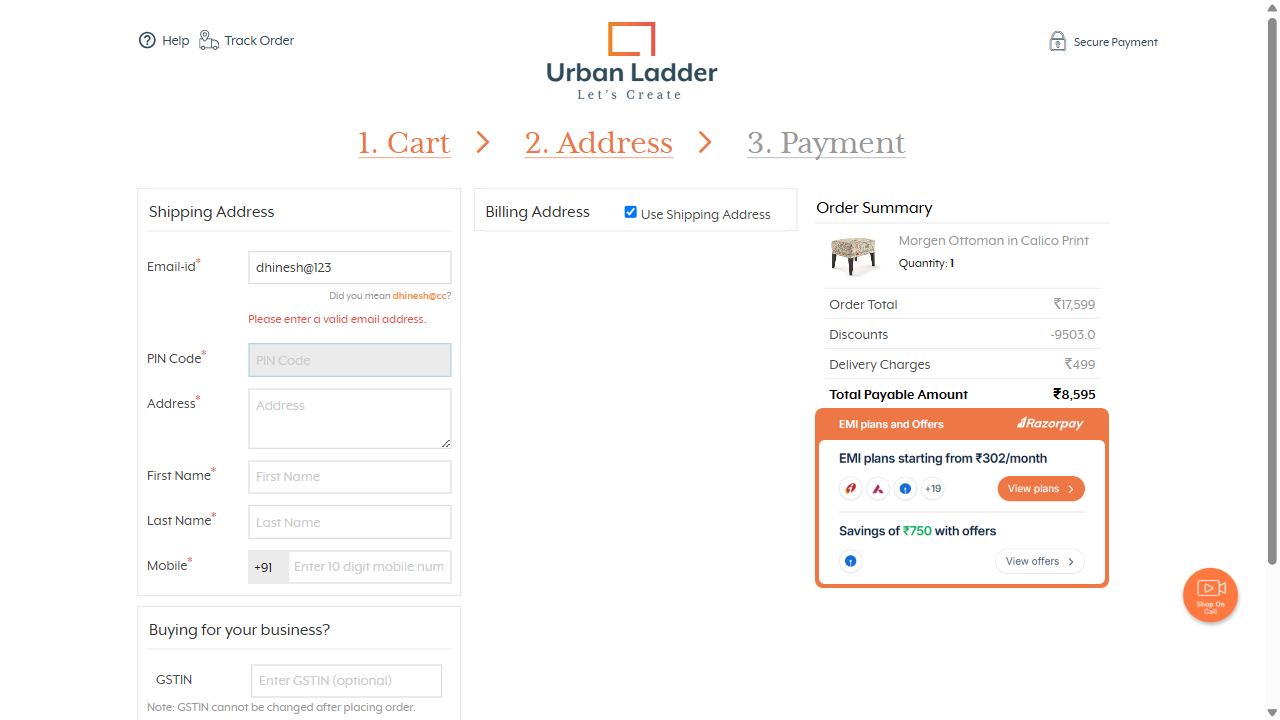 Help
Track Order
Urban Ladder
Let's Create
Secure Payment
1. Cart
2. Address
3. Payment
Shipping Address
Email-id*
dhinesh@123
Did you mean dhinesh@cc?
Please enter a valid email address.
PIN Code*
PIN Code
Address*
Address
First Name*
First Name
Last Name*
Last Name
Mobile*
+91
Enter 10 digit mobile num
Buying for your business?
GSTIN
Enter GSTIN (optional)
Note: GSTIN cannot be changed after placing order.
Billing Address
Use Shipping Address
Order Summary
Morgen Ottoman in Calico Print
Quantity: 1
Order Total ₹17,599
Discounts -9503.0
Delivery Charges ₹499
Total Payable Amount ₹8,595
EMI plans and Offers
Razorpay
EMI plans starting from ₹302/month
+19
View plans
Savings of ₹750 with offers
View offers
Shop On
Call